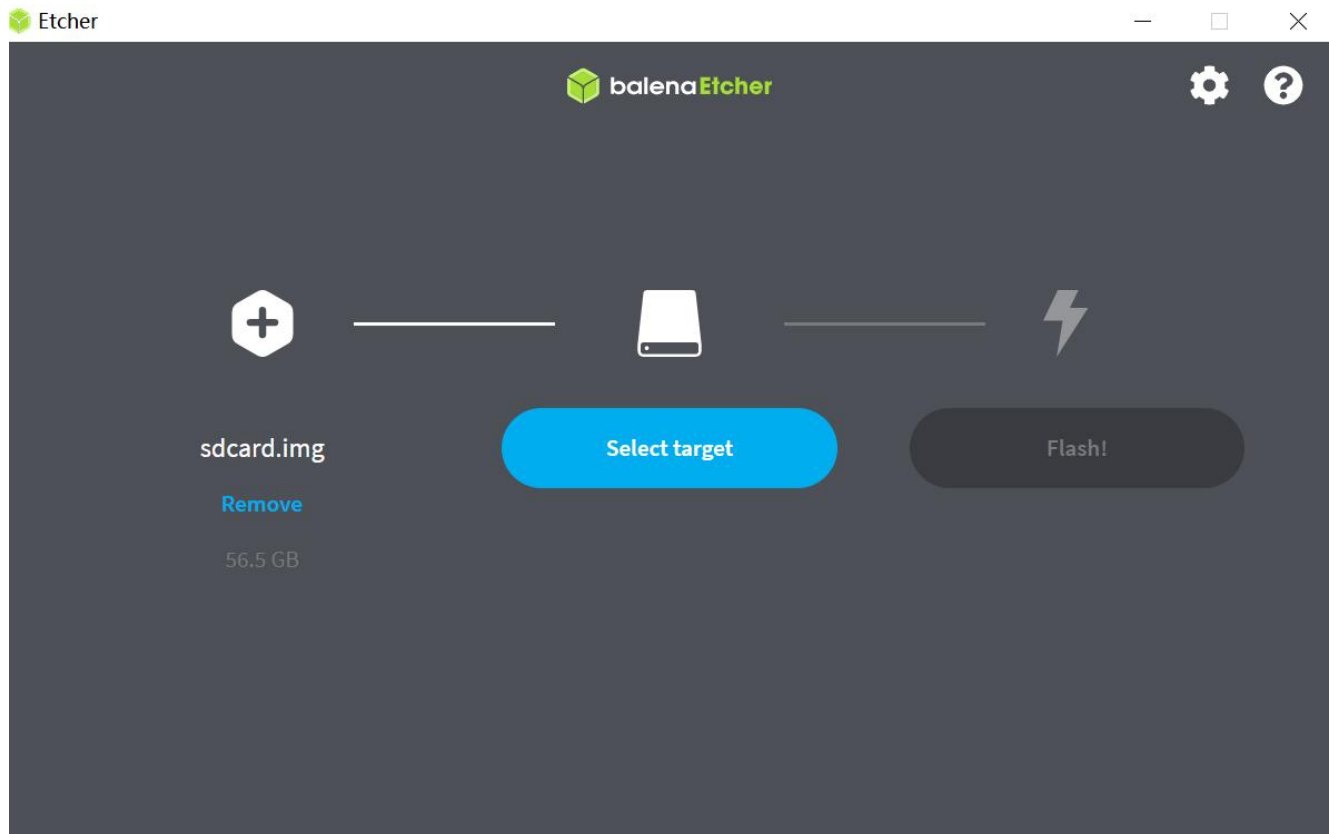 Etcher
balenaEtcher
sdcard.img
Remove
56.5 GB
Select target
Flash!